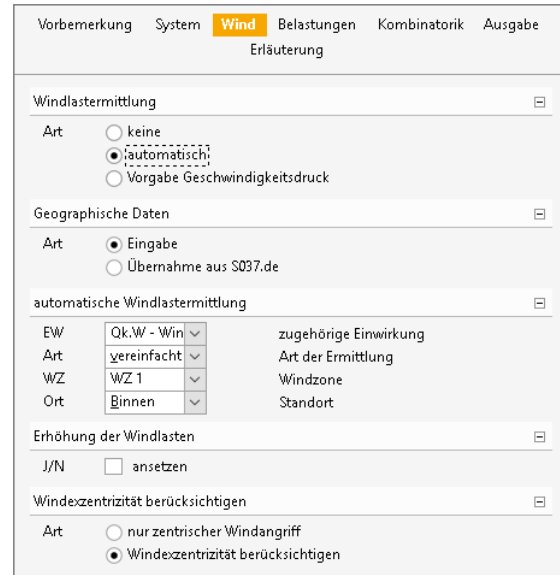 Vorbemerkung System Wind Belastungen Kombinatorik Ausgabe
Erläuterung
Windlastermittlung
Art keine
automatisch
Vorgabe Geschwindigkeitsdruck
Geographische Daten
Art Eingabe
Übernahme aus S037.de
automatische Windlastermittlung
EW Qk.W - Win zugehörige Einwirkung
Art vereinfacht Art der Ermittlung
WZ WZ 1 Windzone
Ort Binnen Standort
Erhöhung der Windlasten
J/N ansetzen
Windexzentrizität berücksichtigen
Art nur zentrischer Windangriff
Windexzentrizität berücksichtigen